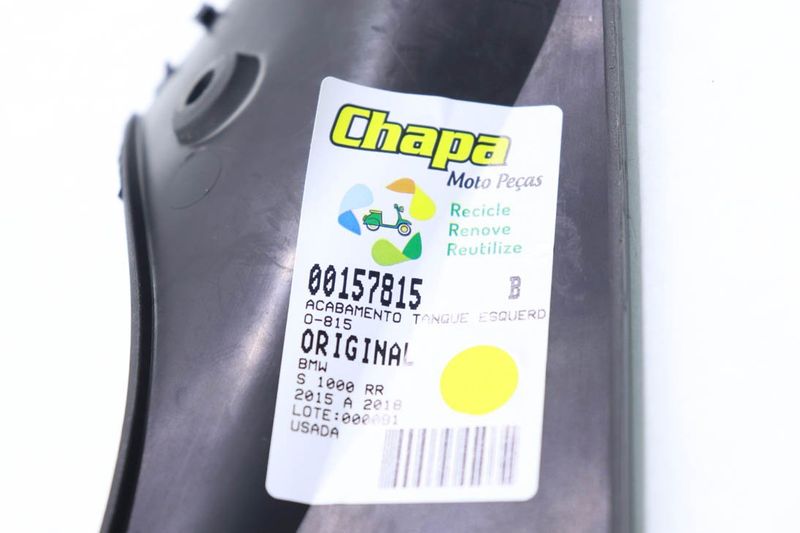 Chapa
Moto Peças
Recicle
Renove
Reutilize
00157815 B
ACABAMENTO TANQUE ESQUERD
O-815
ORIGINAL
BMW
S 1000 RR
2015 A 2018
LOTE:000081
USADA